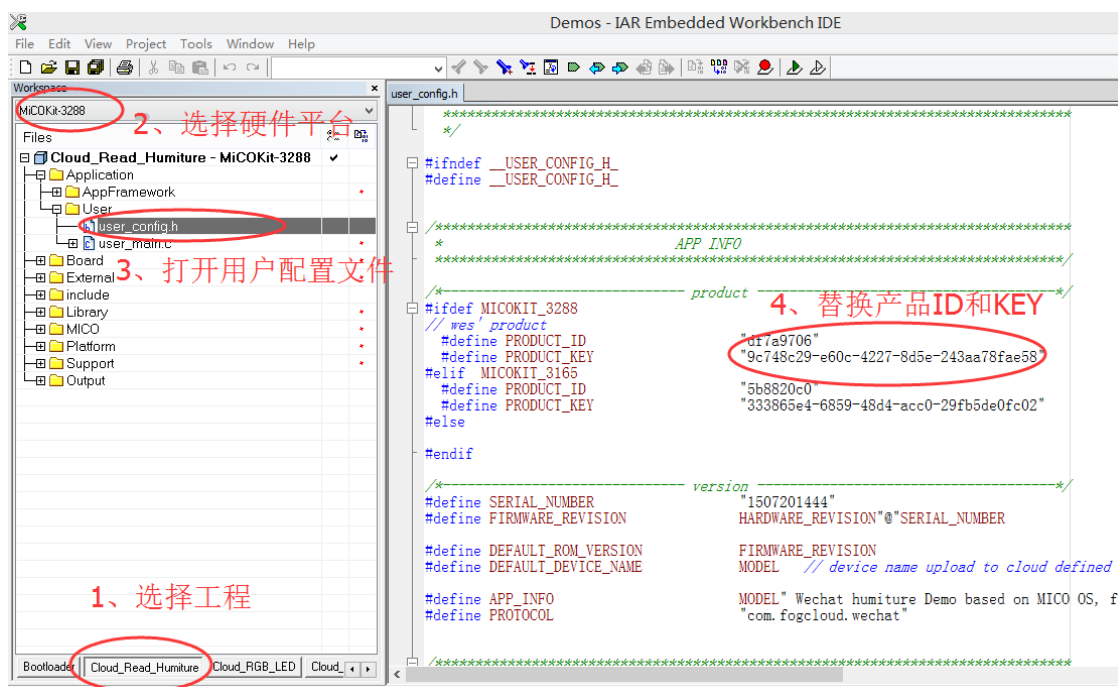 Demos - IAR Embedded Workbench IDE
File Edit View Project Tools Window Help
Workspace
MiCOKit-3288
2、选择硬件平台
Files
Cloud_Read_Humiture - MiCOKit-3288
Application
AppFramework
User
user_config.h
user_main.c
Board
3、打开用户配置文件
External
include
Library
MICO
Platform
Support
Output
1、选择工程
Bootloader Cloud_Read_Humiture Cloud_RGB_LED Cloud_
user_config.h
*/
#ifndef __USER_CONFIG_H_
#define __USER_CONFIG_H_
/******************************************************************************
* APP INFO
******************************************************************************/
/*------------------------------ product -----------------------------------*/
4、替换产品ID和KEY
#ifdef MICOKIT_3288
// wes' product
#define PRODUCT_ID "df7a9706"
#define PRODUCT_KEY "9c748c29-e60c-4227-8d5e-243aa78fae58"
#elif MICOKIT_3165
#define PRODUCT_ID "5b8820c0"
#define PRODUCT_KEY "333865e4-6859-48d4-acc0-29fb5de0fc02"
#else
#endif
/*------------------------------ version -----------------------------------*/
#define SERIAL_NUMBER "1507201444"
#define FIRMWARE_REVISION HARDWARE_REVISION"@"SERIAL_NUMBER
#define DEFAULT_ROM_VERSION FIRMWARE_REVISION
#define DEFAULT_DEVICE_NAME MODEL // device name upload to cloud defined
#define APP_INFO MODEL" Wechat humiture Demo based on MICO OS, f
#define PROTOCOL "com.fogcloud.wechat"
/******************************************************************************